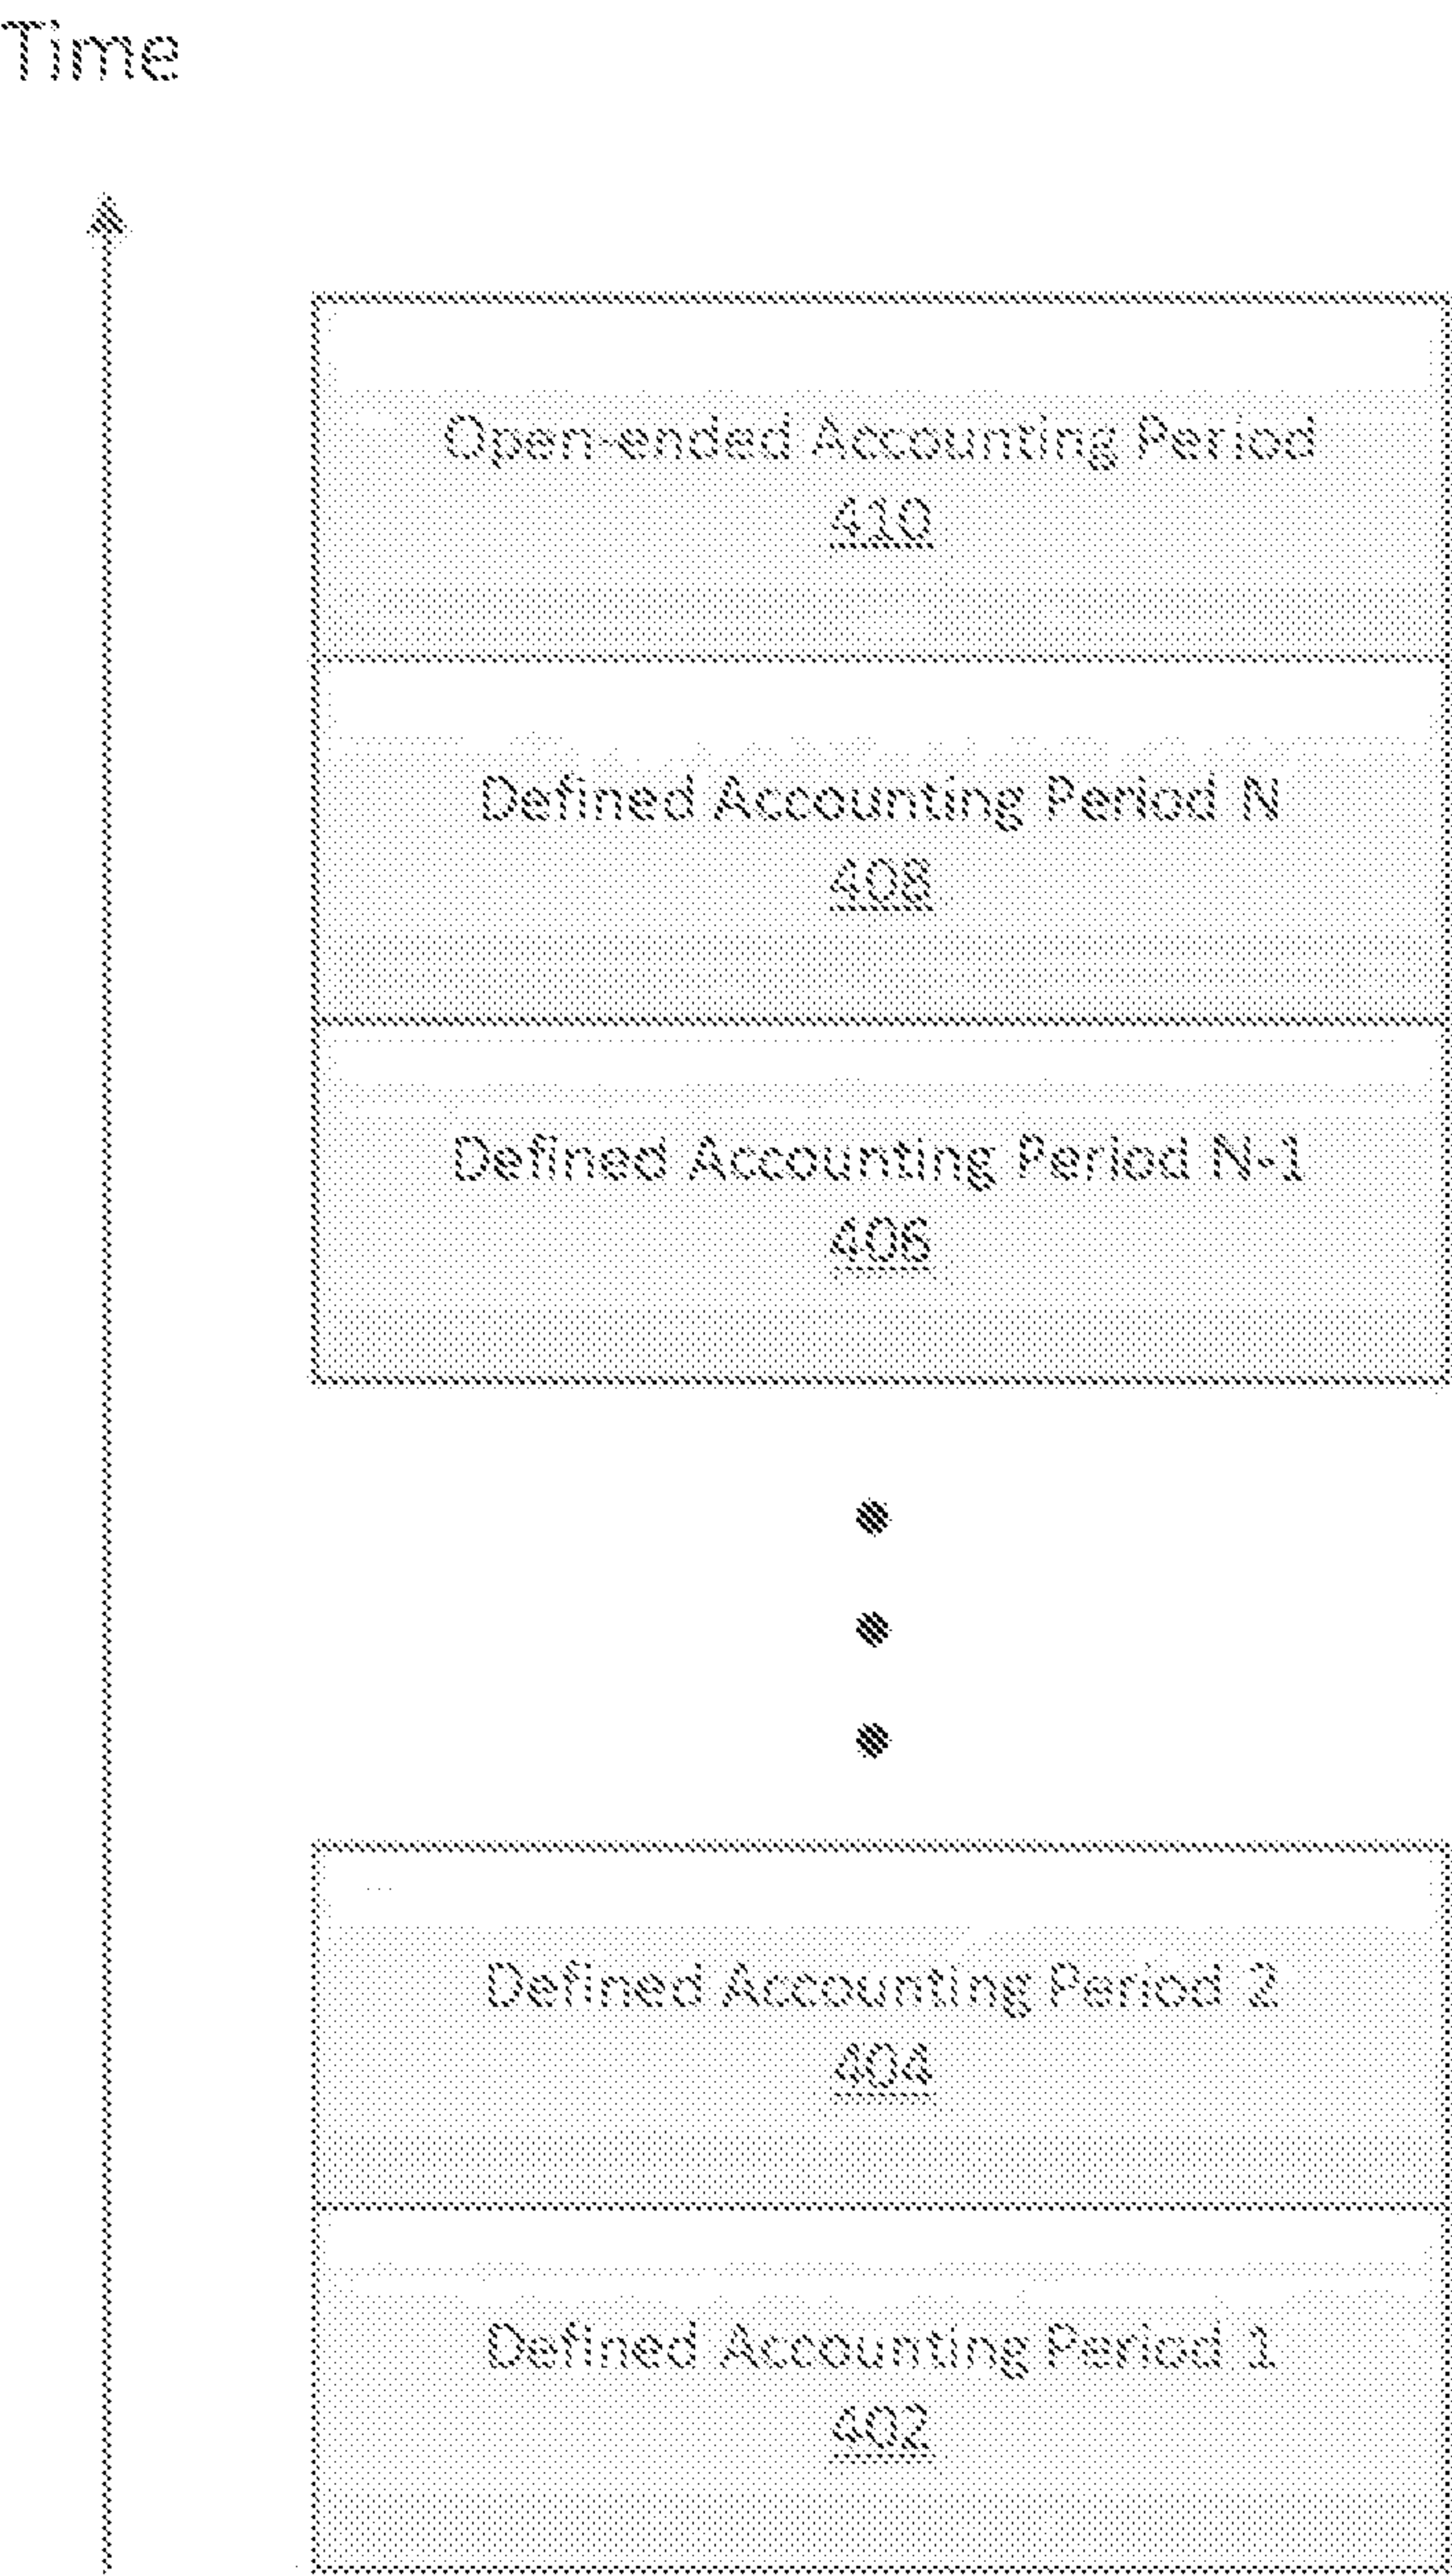 Time
Open-ended Accounting Period
410
Defined Accounting Period N
408
Defined Accounting Period N-1
406
Defined Accounting Period 2
404
Defined Accounting Period 1
402